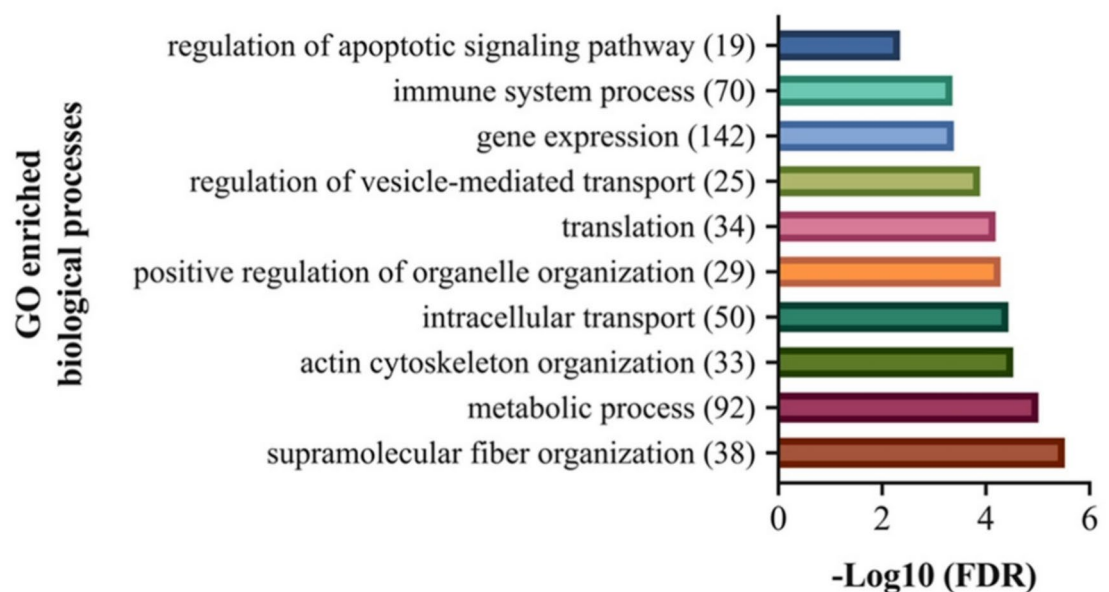 GO enriched
biological processes
regulation of apoptotic signaling pathway (19)
immune system process (70)
gene expression (142)
regulation of vesicle-mediated transport (25)
translation (34)
positive regulation of organelle organization (29)
intracellular transport (50)
actin cytoskeleton organization (33)
metabolic process (92)
supramolecular fiber organization (38)
0 2 4 6
-Log10 (FDR)